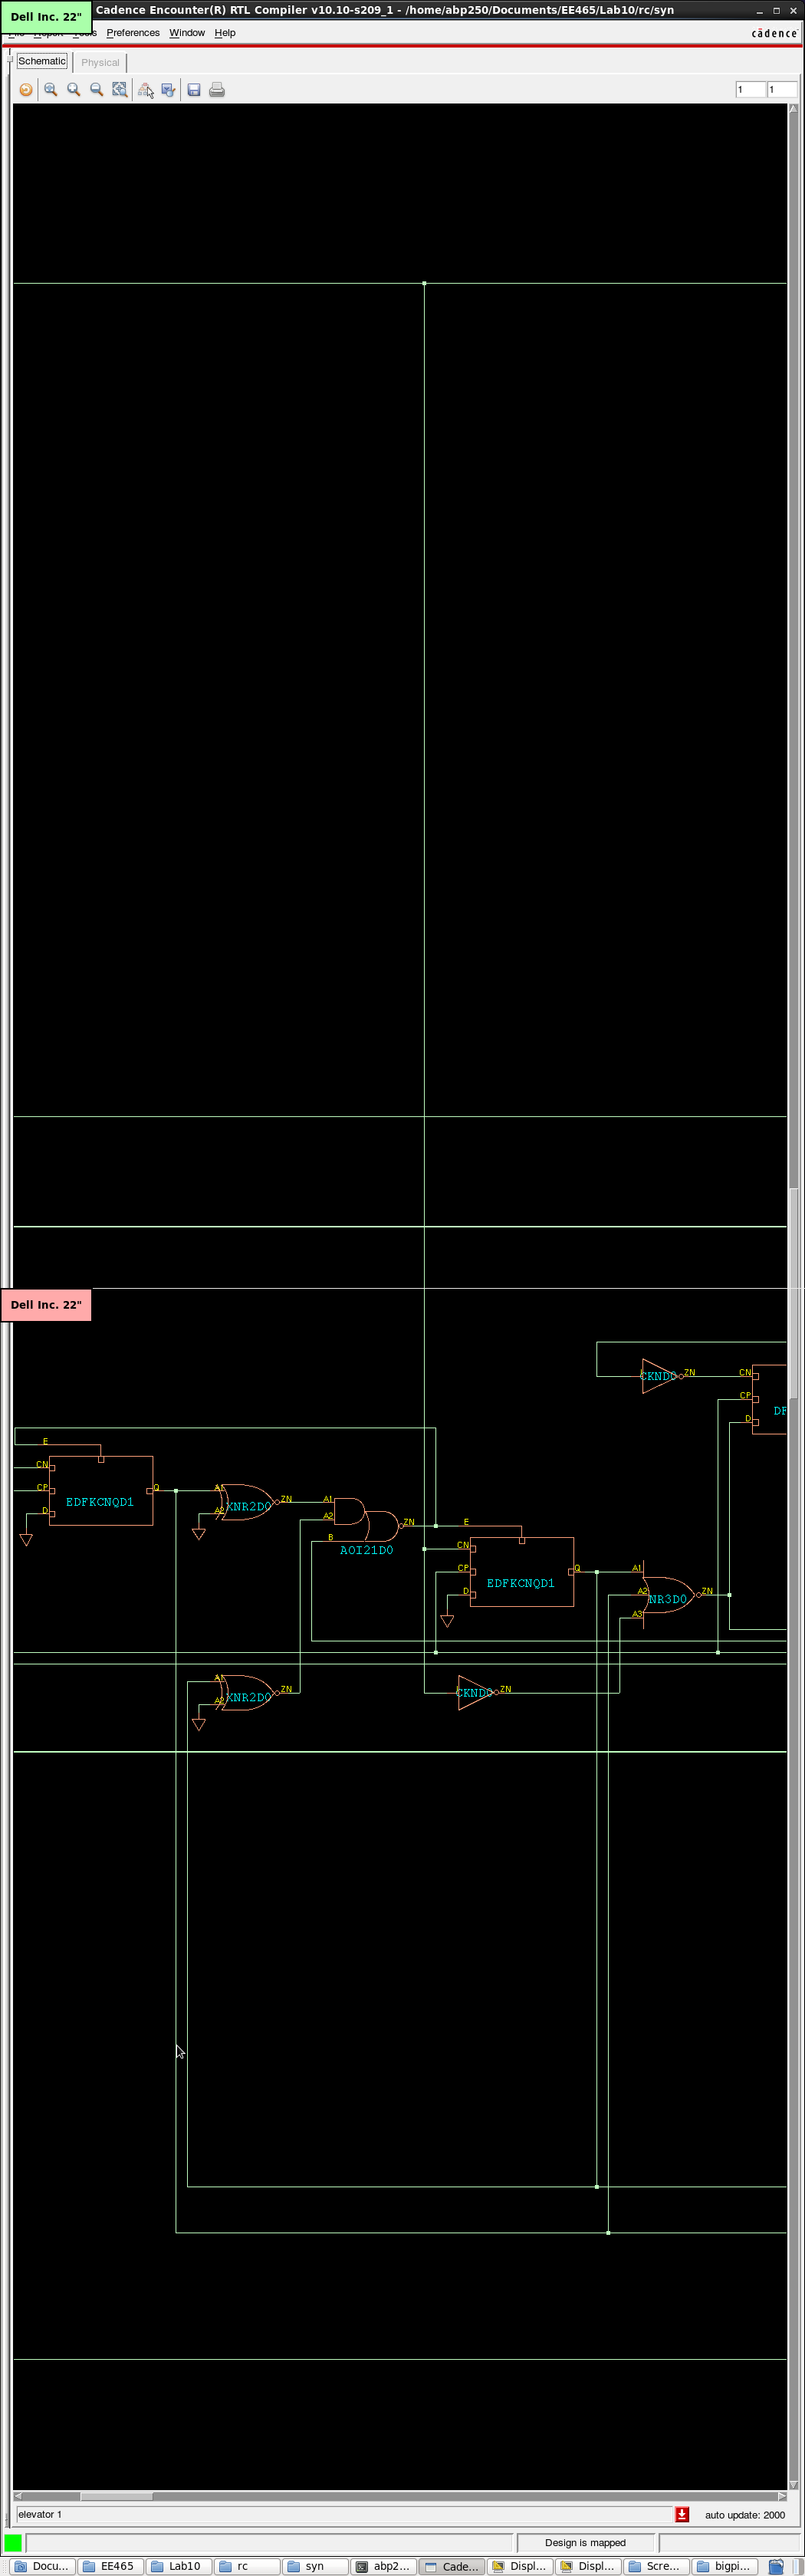 Dell Inc. 22"
Cadence Encounter(R) RTL Compiler v10.10-s209_1 - /home/abp250/Documents/EE465/Lab10/rc/syn
Preferences Window Help
cādence
Schematic Physical
1 1
Dell Inc. 22"
CKND0 ZN CN
CP
D
DF
E
CN
CP
D
Q
EDFKCNQD1
A1
A2
XNR2D0
ZN
A1
A2
B
ZN
AOI21D0
E
CN
CP
D
Q
EDFKCNQD1
A1
A2
A3
NR3D0
ZN
A1
A2
XNR2D0
ZN
CKND0
ZN
elevator 1
auto update: 2000
Design is mapped
Docu... EE465 Lab10 rc syn abp2... Cade... Displ... Displ... Scre... bigpi...